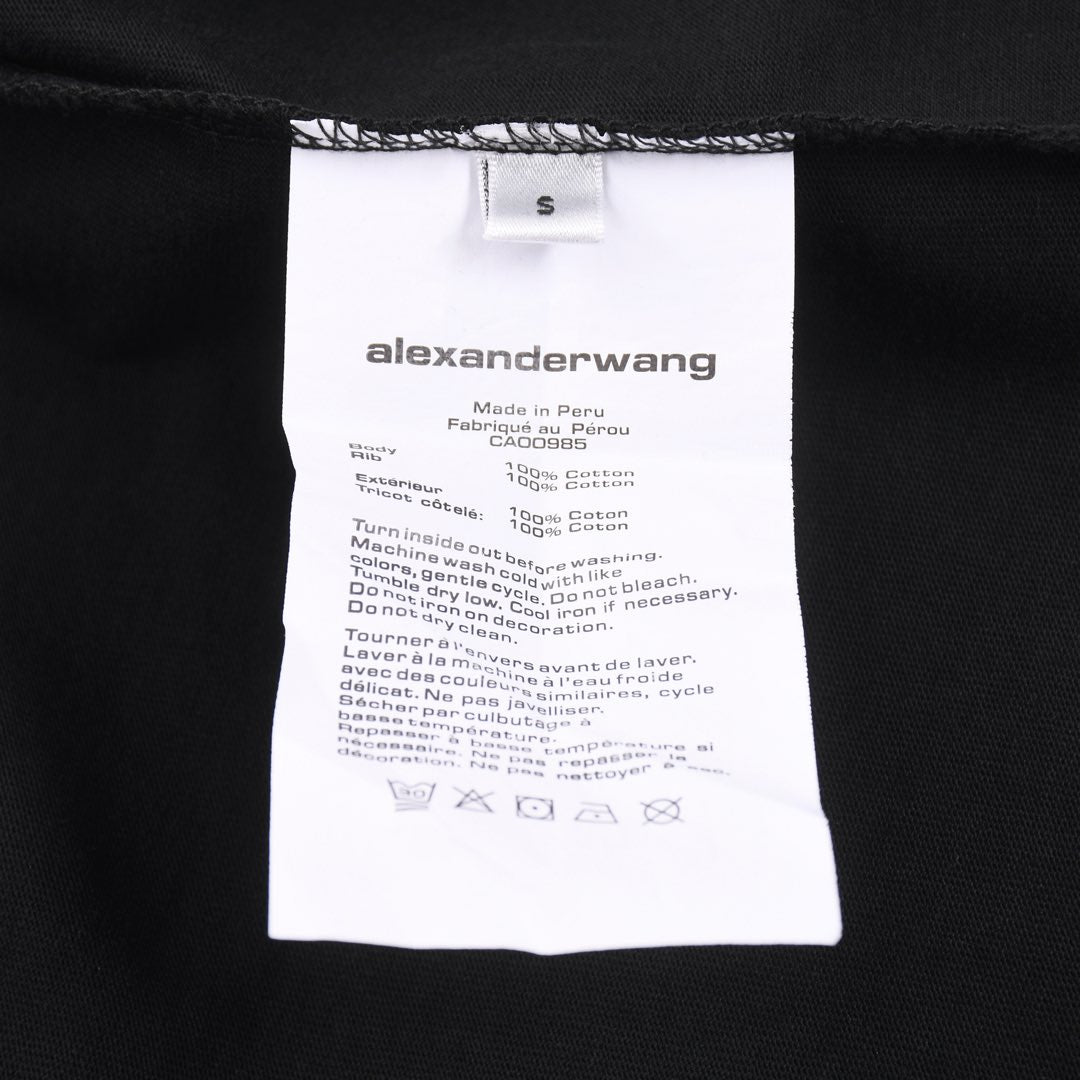 S
alexanderwang
Made in Peru
Fabriqué au Pérou
CA00985
Body 100% Cotton
Rib 100% Cotton
Extérieur 100% Coton
Tricot côtelé: 100% Coton
Turn inside out before washing.
Machine wash cold with like
colors, gentle cycle. Do not bleach.
Tumble dry low. Cool iron if necessary.
Do not iron on decoration.
Do not dry clean.
Tourner à l'envers avant de laver.
Laver à la machine à l'eau froide
avec des couleurs similaires, cycle
délicat. Ne pas javelliser.
Sécher par culbutage à
basse température.
Repasser à basse température si
nécessaire. Ne pas repasser la
décoration. Ne pas nettoyer à sec.
30